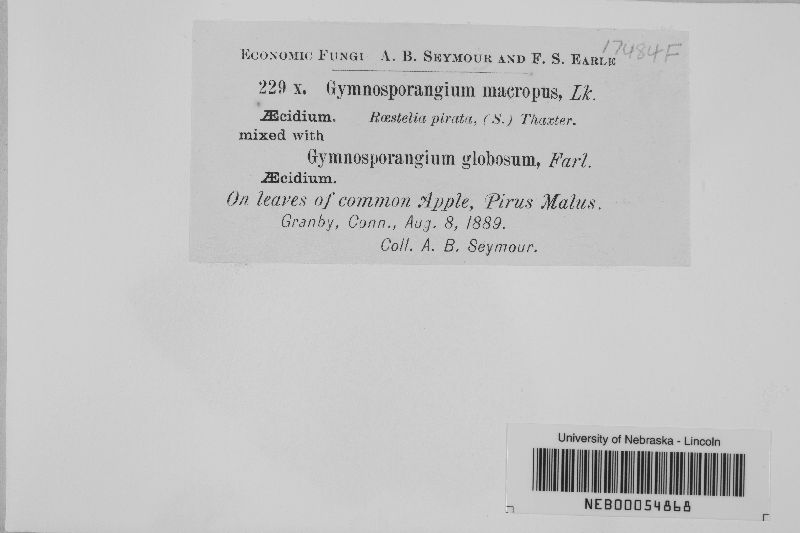 17484F
ECONOMIC FUNGI A. B. SEYMOUR AND F. S. EARLE
229 x. Gymnosporangium macropus, Lk.
Æcidium. Rœstelia pirata, (S.) Thaxter.
mixed with
Gymnosporangium globosum, Farl.
Æcidium.
On leaves of common Apple, Pirus Malus.
Granby, Conn., Aug. 8, 1889.
Coll. A. B. Seymour.
University of Nebraska - Lincoln
NEB00054868